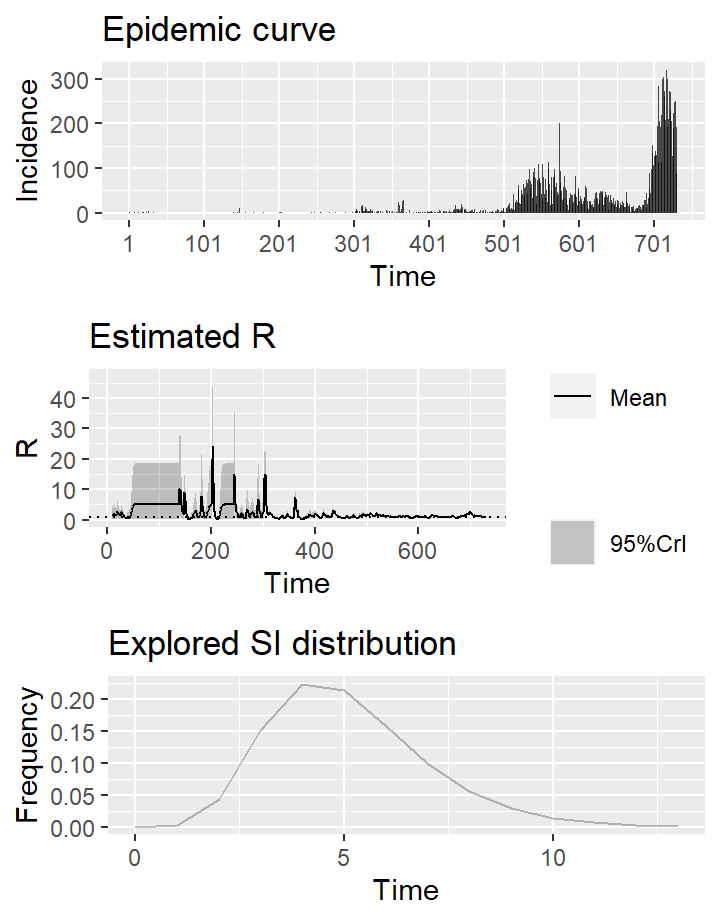 Epidemic curve
300
200
100
0
Incidence
1 101 201 301 401 501 601 701
Time
Estimated R
40
30
20
10
0
R
0 200 400 600
Time
Mean
95%CrI
Explored SI distribution
0.20
0.15
0.10
0.05
0.00
Frequency
0 5 10
Time